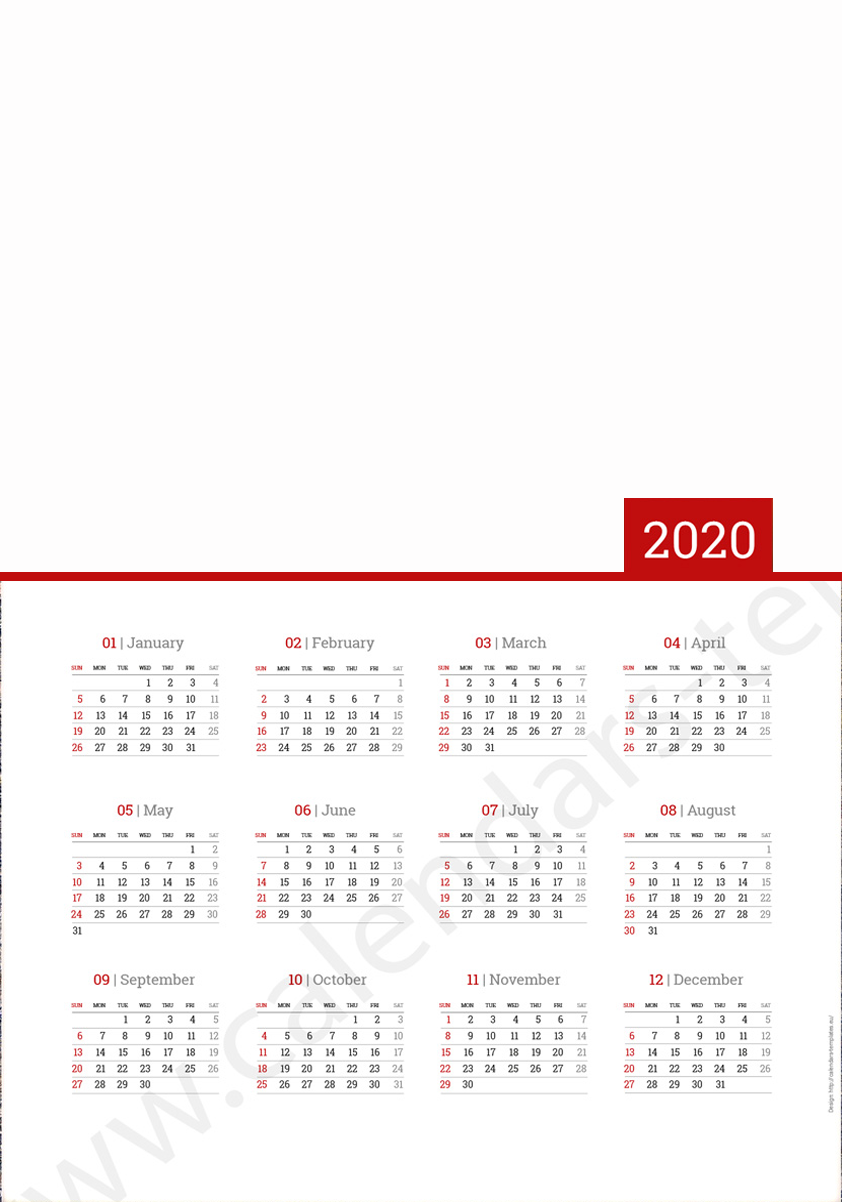 2020
01 | January
SUN MON TUE WED THU FRI SAT
1 2 3 4
5 6 7 8 9 10 11
12 13 14 15 16 17 18
19 20 21 22 23 24 25
26 27 28 29 30 31
02 | February
SUN MON TUE WED THU FRI SAT
1
2 3 4 5 6 7 8
9 10 11 12 13 14 15
16 17 18 19 20 21 22
23 24 25 26 27 28 29
03 | March
SUN MON TUE WED THU FRI SAT
1 2 3 4 5 6 7
8 9 10 11 12 13 14
15 16 17 18 19 20 21
22 23 24 25 26 27 28
29 30 31
04 | April
SUN MON TUE WED THU FRI SAT
1 2 3 4
5 6 7 8 9 10 11
12 13 14 15 16 17 18
19 20 21 22 23 24 25
26 27 28 29 30
05 | May
SUN MON TUE WED THU FRI SAT
1 2
3 4 5 6 7 8 9
10 11 12 13 14 15 16
17 18 19 20 21 22 23
24 25 26 27 28 29 30
31
06 | June
SUN MON TUE WED THU FRI SAT
1 2 3 4 5 6
7 8 9 10 11 12 13
14 15 16 17 18 19 20
21 22 23 24 25 26 27
28 29 30
07 | July
SUN MON TUE WED THU FRI SAT
1 2 3 4
5 6 7 8 9 10 11
12 13 14 15 16 17 18
19 20 21 22 23 24 25
26 27 28 29 30 31
08 | August
SUN MON TUE WED THU FRI SAT
1
2 3 4 5 6 7 8
9 10 11 12 13 14 15
16 17 18 19 20 21 22
23 24 25 26 27 28 29
30 31
09 | September
SUN MON TUE WED THU FRI SAT
1 2 3 4 5
6 7 8 9 10 11 12
13 14 15 16 17 18 19
20 21 22 23 24 25 26
27 28 29 30
10 | October
SUN MON TUE WED THU FRI SAT
1 2 3
4 5 6 7 8 9 10
11 12 13 14 15 16 17
18 19 20 21 22 23 24
25 26 27 28 29 30 31
11 | November
SUN MON TUE WED THU FRI SAT
1 2 3 4 5 6 7
8 9 10 11 12 13 14
15 16 17 18 19 20 21
22 23 24 25 26 27 28
29 30
12 | December
SUN MON TUE WED THU FRI SAT
1 2 3 4 5
6 7 8 9 10 11 12
13 14 15 16 17 18 19
20 21 22 23 24 25 26
27 28 29 30 31
Design: http://calendars-templates.eu/
ww.calendars-ter